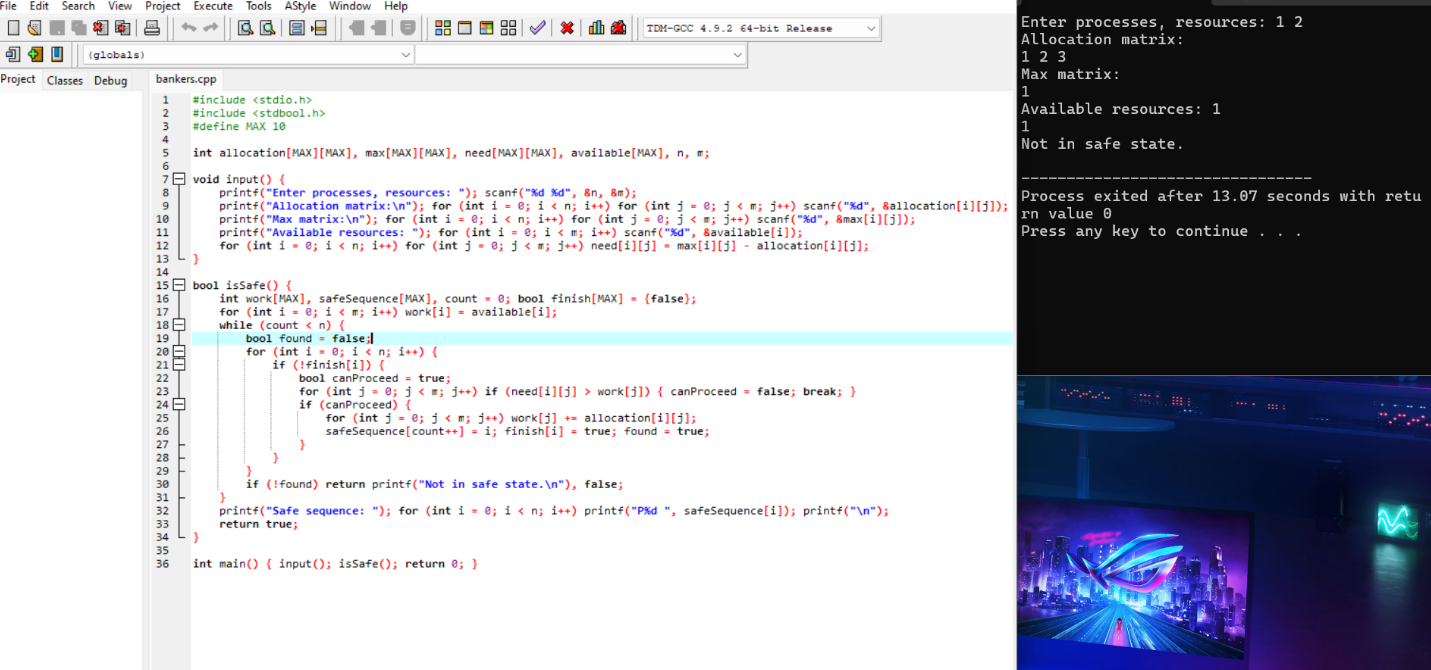 File Edit Search View Project Execute Tools AStyle Window Help
TDM-GCC 4.9.2 64-bit Release
(globals)
Project Classes Debug
bankers.cpp
1 #include <stdio.h>
2 #include <stdbool.h>
3 #define MAX 10
4
5 int allocation[MAX][MAX], max[MAX][MAX], need[MAX][MAX], available[MAX], n, m;
6
7 void input() {
8 printf("Enter processes, resources: "); scanf("%d %d", &n, &m);
9 printf("Allocation matrix:\n"); for (int i = 0; i < n; i++) for (int j = 0; j < m; j++) scanf("%d", &allocation[i][j]);
10 printf("Max matrix:\n"); for (int i = 0; i < n; i++) for (int j = 0; j < m; j++) scanf("%d", &max[i][j]);
11 printf("Available resources: "); for (int i = 0; i < m; i++) scanf("%d", &available[i]);
12 for (int i = 0; i < n; i++) for (int j = 0; j < m; j++) need[i][j] = max[i][j] - allocation[i][j];
13 }
14
15 bool isSafe() {
16 int work[MAX], safeSequence[MAX], count = 0; bool finish[MAX] = {false};
17 for (int i = 0; i < m; i++) work[i] = available[i];
18 while (count < n) {
19 bool found = false;
20 for (int i = 0; i < n; i++) {
21 if (!finish[i]) {
22 bool canProceed = true;
23 for (int j = 0; j < m; j++) if (need[i][j] > work[j]) { canProceed = false; break; }
24 if (canProceed) {
25 for (int j = 0; j < m; j++) work[j] += allocation[i][j];
26 safeSequence[count++] = i; finish[i] = true; found = true;
27 }
28 }
29 }
30 if (!found) return printf("Not in safe state.\n"), false;
31 }
32 printf("Safe sequence: "); for (int i = 0; i < n; i++) printf("P%d ", safeSequence[i]); printf("\n");
33 return true;
34 }
35
36 int main() { input(); isSafe(); return 0; }
Enter processes, resources: 1 2
Allocation matrix:
1 2 3
Max matrix:
1
Available resources: 1
1
Not in safe state.
--------------------------------
Process exited after 13.07 seconds with retu
rn value 0
Press any key to continue . . .